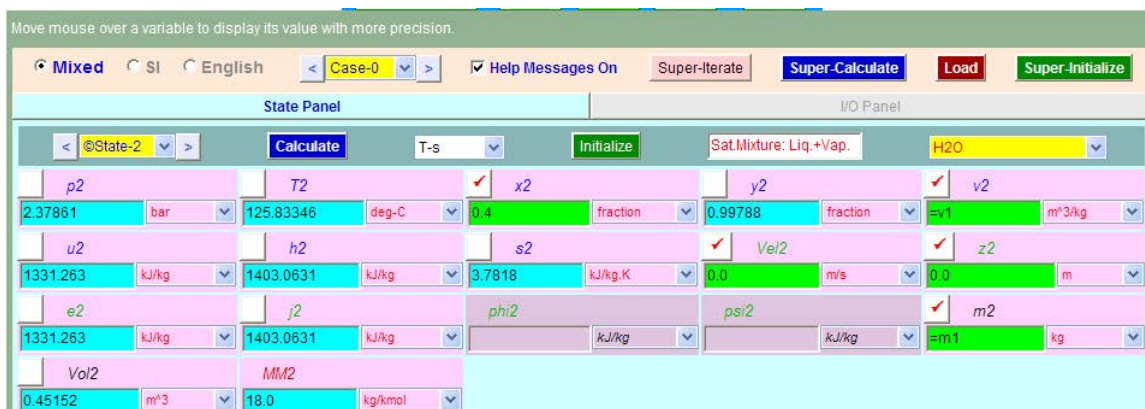 Move mouse over a variable to display its value with more precision.
Mixed SI English < Case-0 > Help Messages On Super-Iterate Super-Calculate Load Super-Initialize
State Panel I/O Panel
< ©State-2 > Calculate T-s Initialize Sat.Mixture: Liq.+Vap. H2O
p2 T2 x2 y2 v2
2.37861 bar 125.83346 deg-C 0.4 fraction 0.99788 fraction =v1 m^3/kg
u2 h2 s2 Vel2 z2
1331.263 kJ/kg 1403.0631 kJ/kg 3.7818 kJ/kg.K 0.0 m/s 0.0 m
e2 j2 phi2 psi2 m2
1331.263 kJ/kg 1403.0631 kJ/kg kJ/kg kJ/kg =m1 kg
Vol2 MM2
0.45152 m^3 18.0 kg/kmol